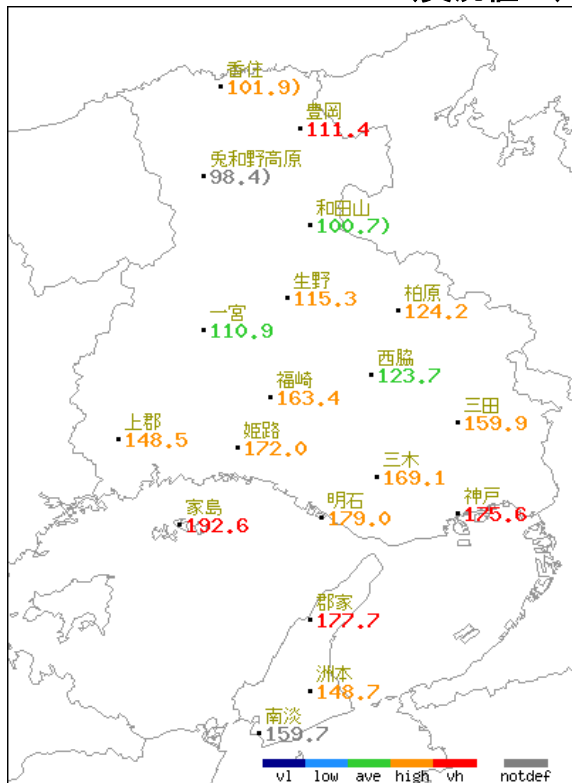 香住
101.9)
豊岡
111.4
兎和野高原
98.4)
和田山
100.7)
生野
115.3
柏原
124.2
一宮
110.9
西脇
123.7
福崎
163.4
三田
159.9
上郡
148.5
姫路
172.0
三木
169.1
家島
192.6
明石
179.0
神戸
175.6
郡家
177.7
洲本
148.7
南淡
159.7
vl low ave high vh notdef